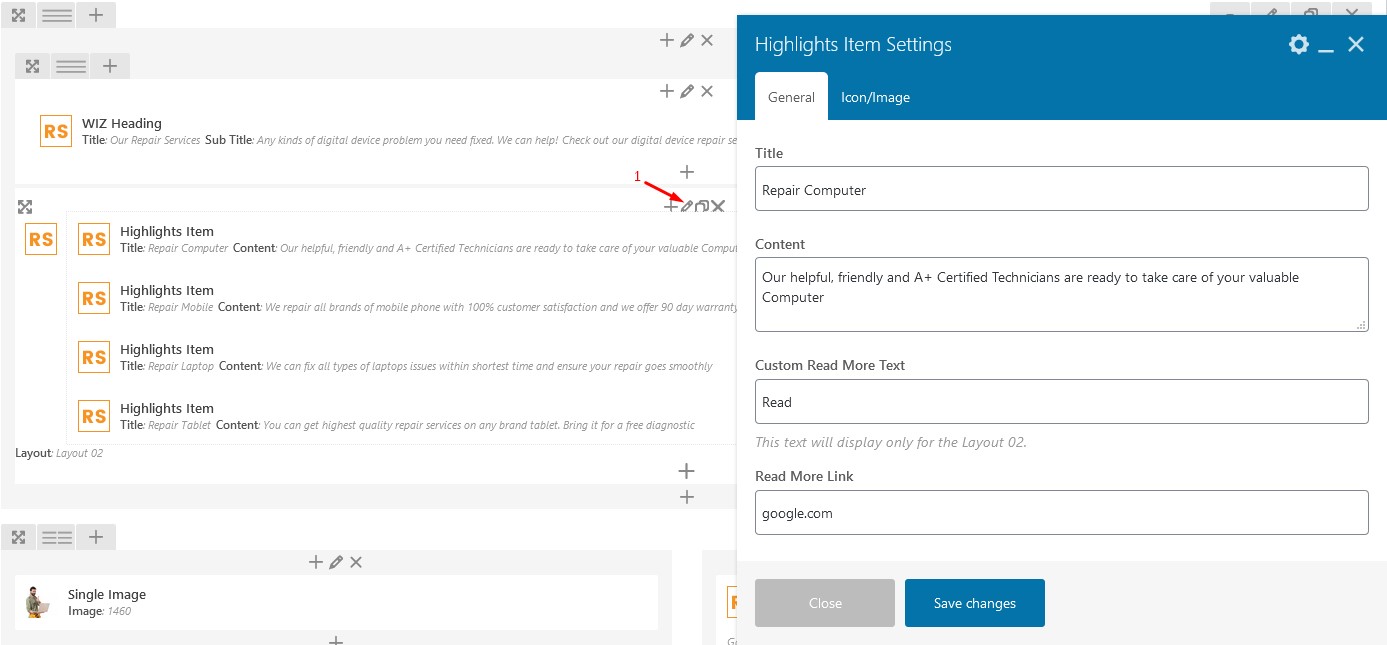 Highlights Item Settings
General
Icon/Image
RS
WIZ Heading
Title: Our Repair Services Sub Title: Any kinds of digital device problem you need fixed. We can help! Check out our digital device repair se
1
RS
RS
Highlights Item
Title: Repair Computer Content: Our helpful, friendly and A+ Certified Technicians are ready to take care of your valuable Comput
RS
Highlights Item
Title: Repair Mobile Content: We repair all brands of mobile phone with 100% customer satisfaction and we offer 90 day warranty
RS
Highlights Item
Title: Repair Laptop Content: We can fix all types of laptops issues within shortest time and ensure your repair goes smoothly
RS
Highlights Item
Title: Repair Tablet Content: You can get highest quality repair services on any brand tablet. Bring it for a free diagnostic
Layout: Layout 02
Single Image
Image: 1460
Title
Repair Computer
Content
Our helpful, friendly and A+ Certified Technicians are ready to take care of your valuable
Computer
Custom Read More Text
Read
This text will display only for the Layout 02.
Read More Link
google.com
Close
Save changes